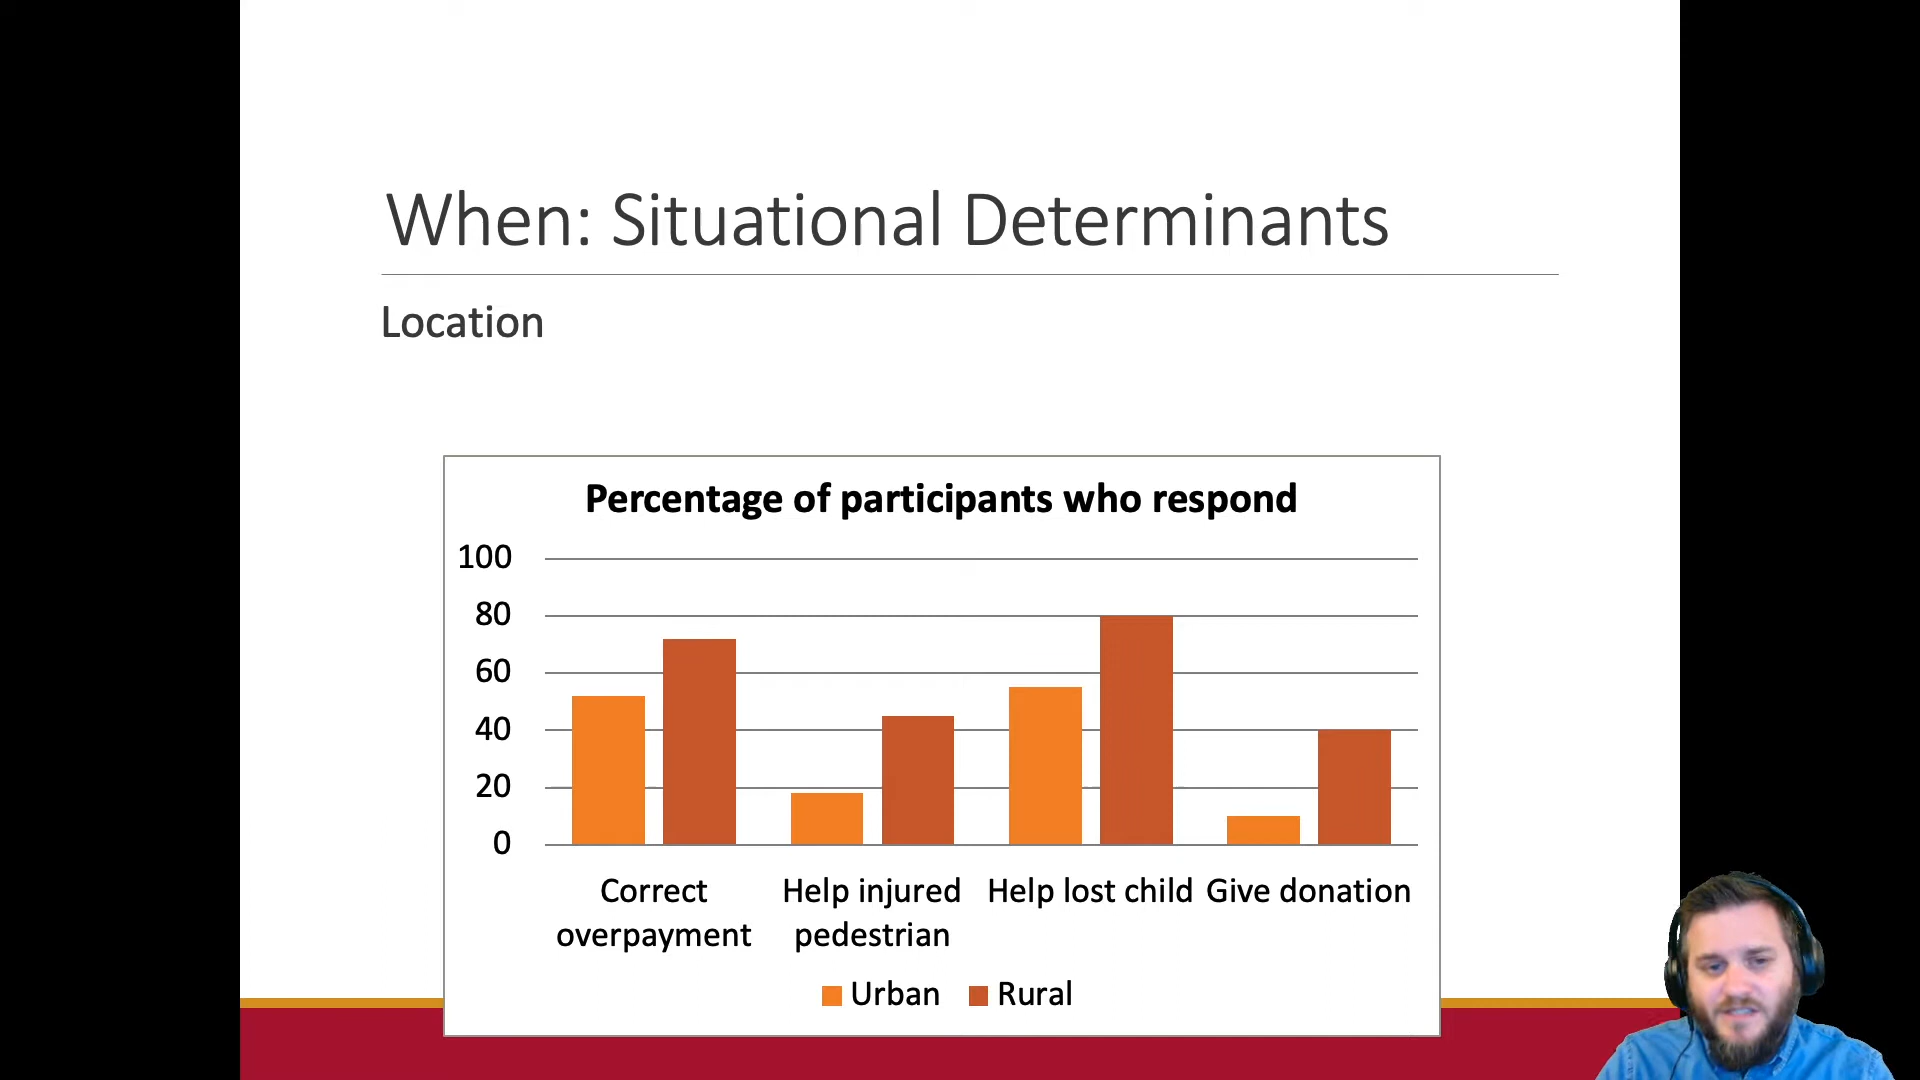 When: Situational Determinants
Location
Percentage of participants who respond
100
80
60
40
20
0
Correct overpayment
Help injured pedestrian
Help lost child
Give donation
Urban
Rural